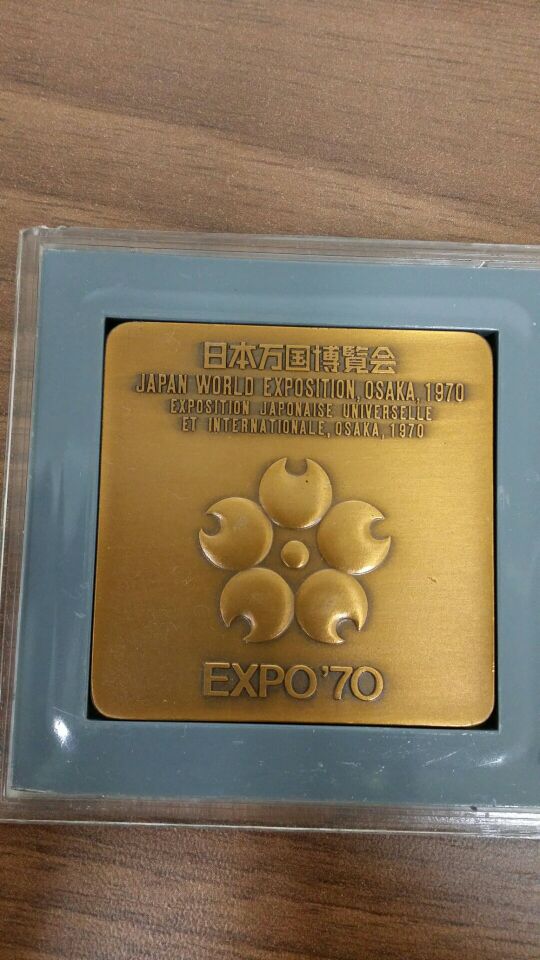 日本万国博覧会
JAPAN WORLD EXPOSITION, OSAKA, 1970
EXPOSITION JAPONAISE UNIVERSELLE
ET INTERNATIONALE, OSAKA, 1970
EXPO'70